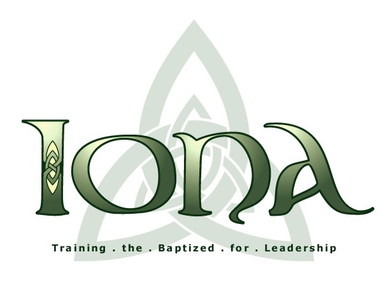 IONA
Training . the . Baptized . for . Leadership